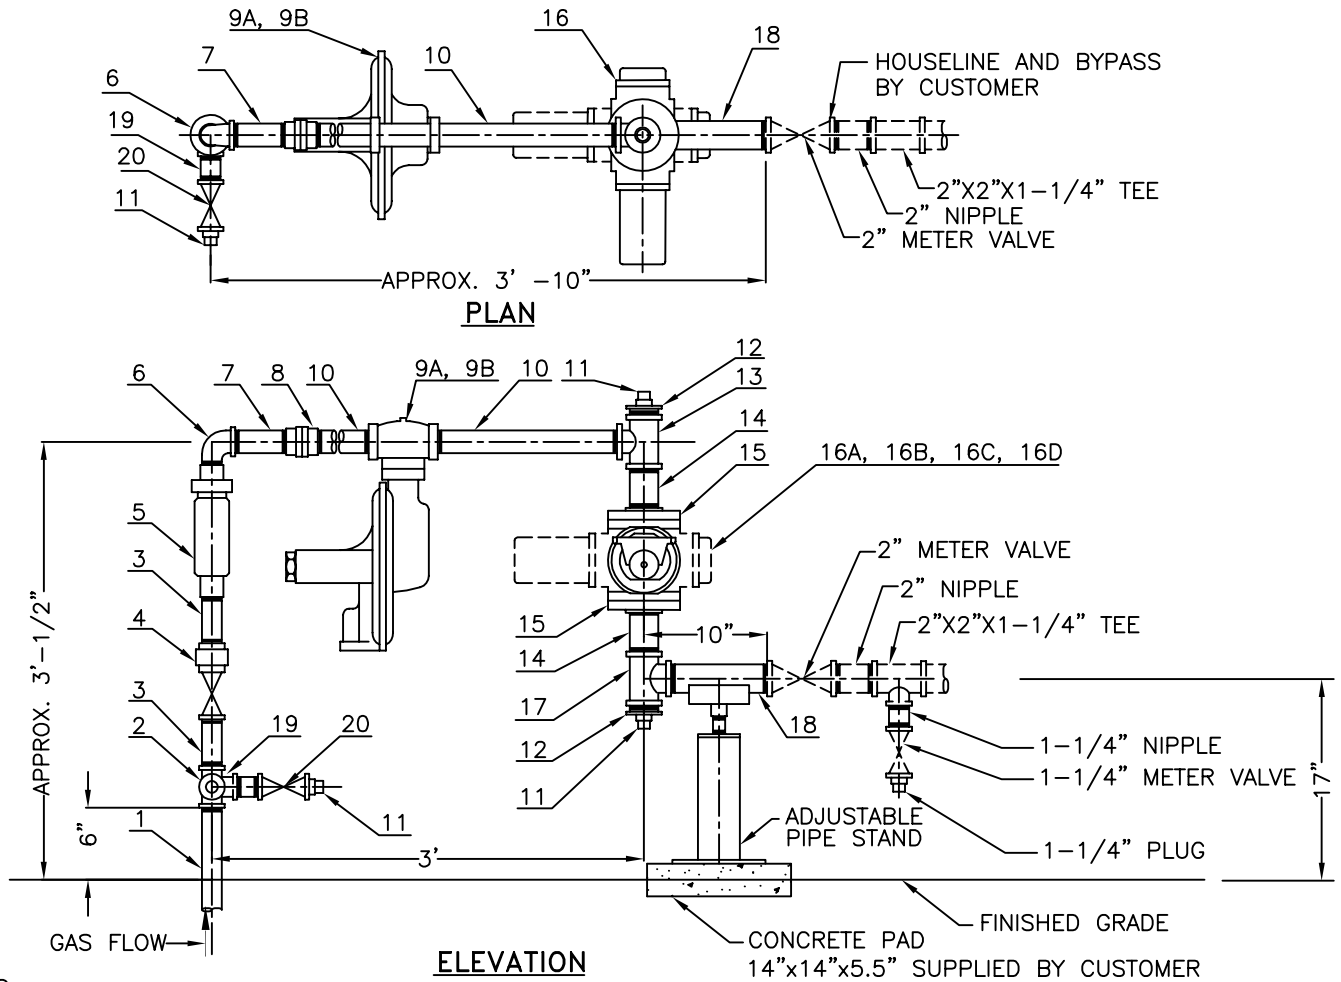 9A, 9B
16
18
7
10
HOUSELINE AND BYPASS
BY CUSTOMER
6
19
20
11
2”X2”X1-1/4” TEE
2” NIPPLE
2” METER VALVE
APPROX. 3' -10”
PLAN
12
6
7
8
10
9A, 9B
10
11
13
14
15
16A, 16B, 16C, 16D
5
2” METER VALVE
3
2” NIPPLE
4
15
10”
2”X2”X1-1/4” TEE
14
3
17
2
19
20
12
18
1-1/4” NIPPLE
1-1/4” METER VALVE
11
APPROX. 3'-1/2”
17”
6”
1
11
ADJUSTABLE
PIPE STAND
3'
1-1/4” PLUG
FINISHED GRADE
GAS FLOW
CONCRETE PAD
14”x14”x5.5” SUPPLIED BY CUSTOMER
ELEVATION